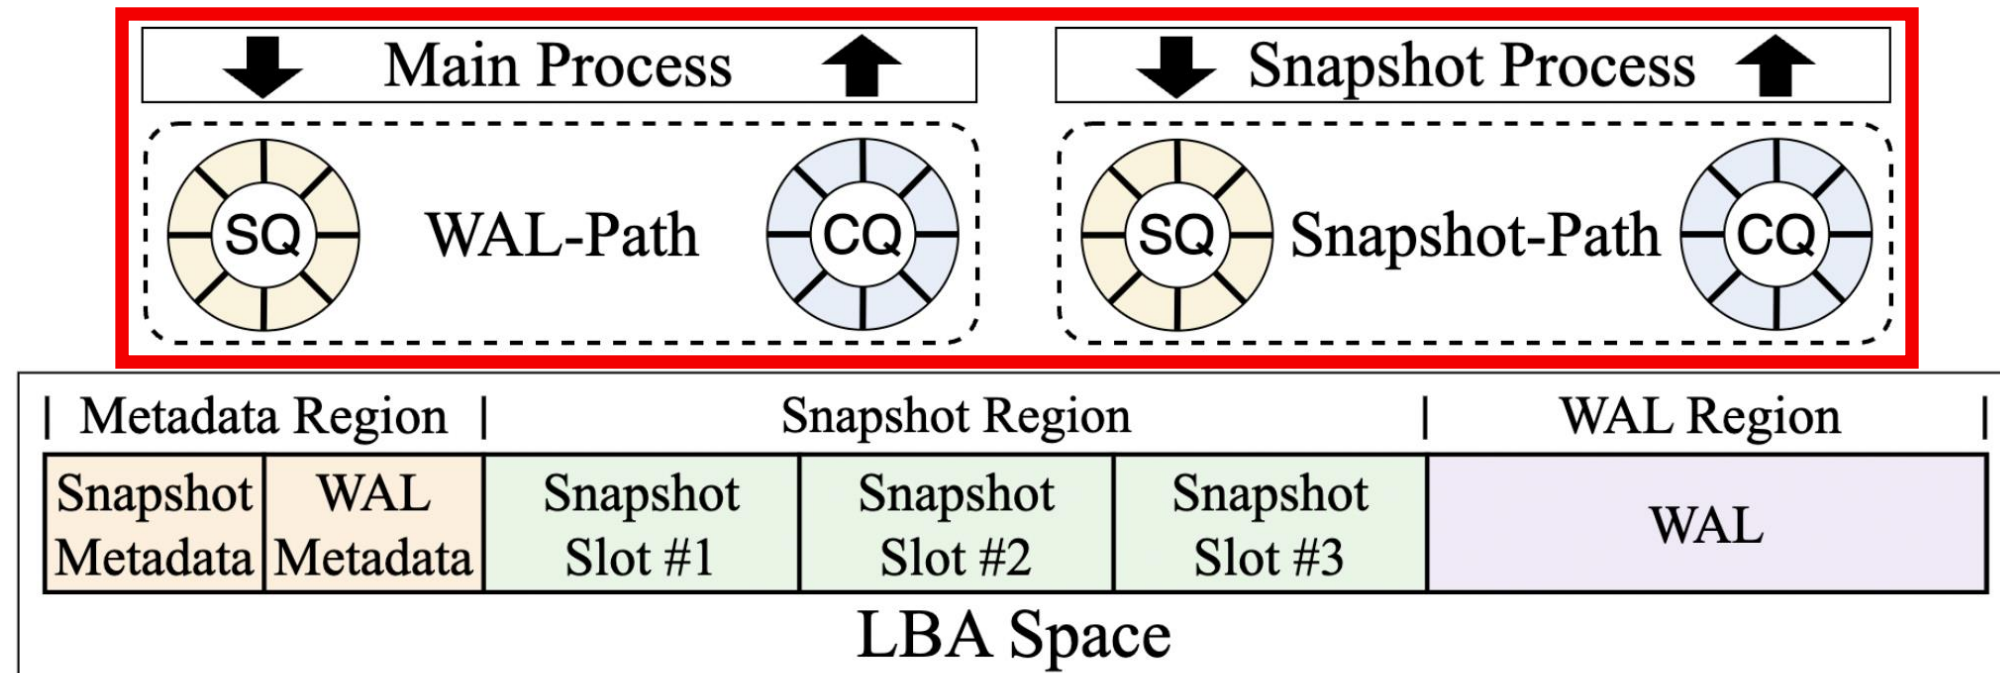 Main Process
Snapshot Process
SQ
WAL-Path
CQ
SQ
Snapshot-Path
CQ
| Metadata Region |
Snapshot Region |
WAL Region |
Snapshot
Metadata
WAL
Metadata
Snapshot
Slot #1
Snapshot
Slot #2
Snapshot
Slot #3
WAL
LBA Space